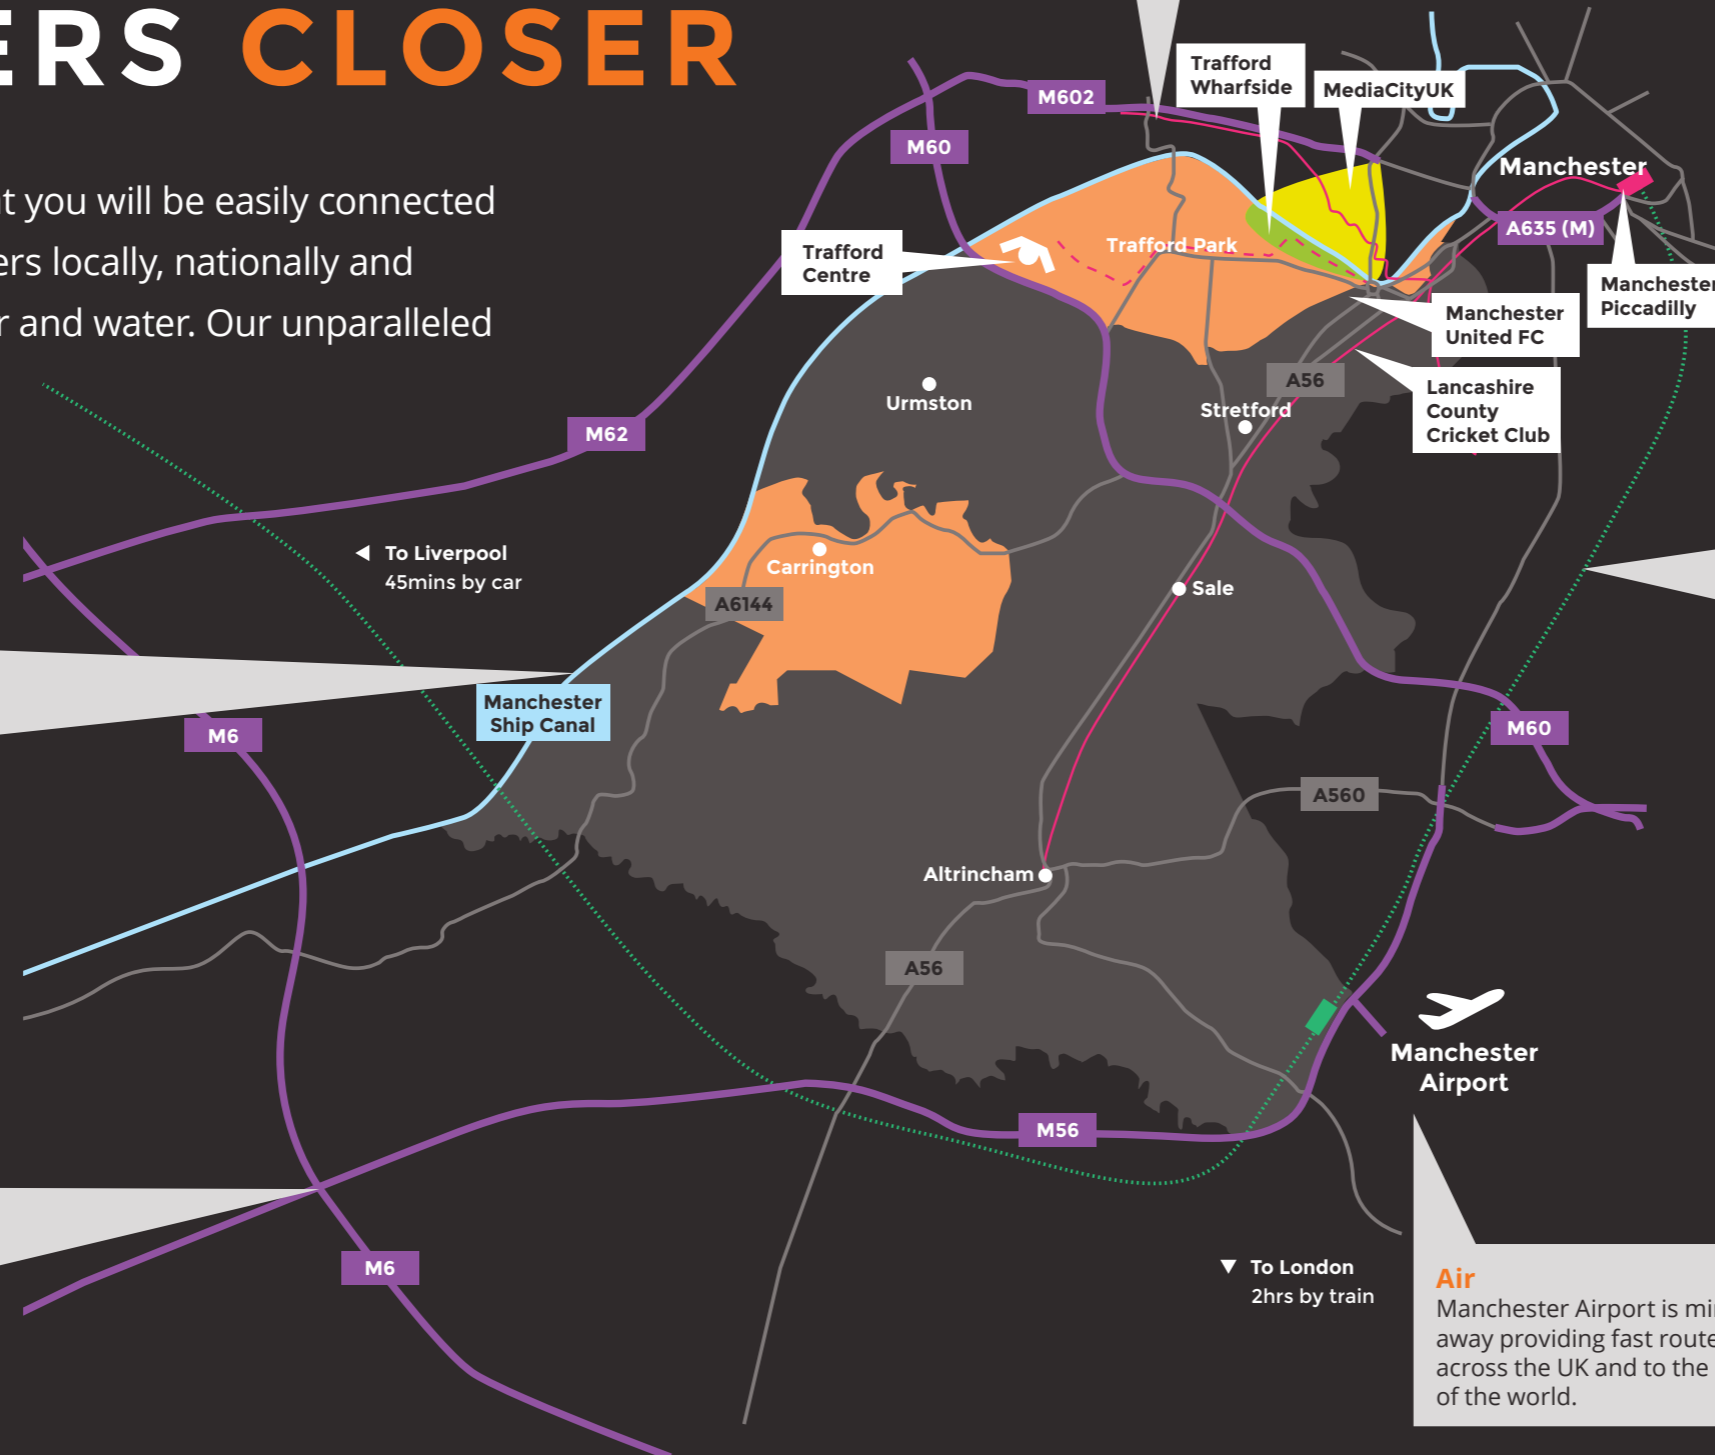 CLOSER
you will be easily connected
locally, nationally and
and water. Our unparalleled
M602
M60
Trafford
Wharfside
MediaCityUK
Manchester
A635 (M)
Trafford
Centre
Trafford Park
Manchester
Piccadilly
Manchester
United FC
A56
Lancashire
County
Cricket Club
Urmston
Stretford
M62
To Liverpool
45mins by car
Carrington
A6144
Sale
Manchester
Ship Canal
M6
M60
A560
Altrincham
A56
Manchester
Airport
M56
M6
To London
2hrs by train
Air
Manchester Airport is
away providing fast
across the UK and to the
of the world.